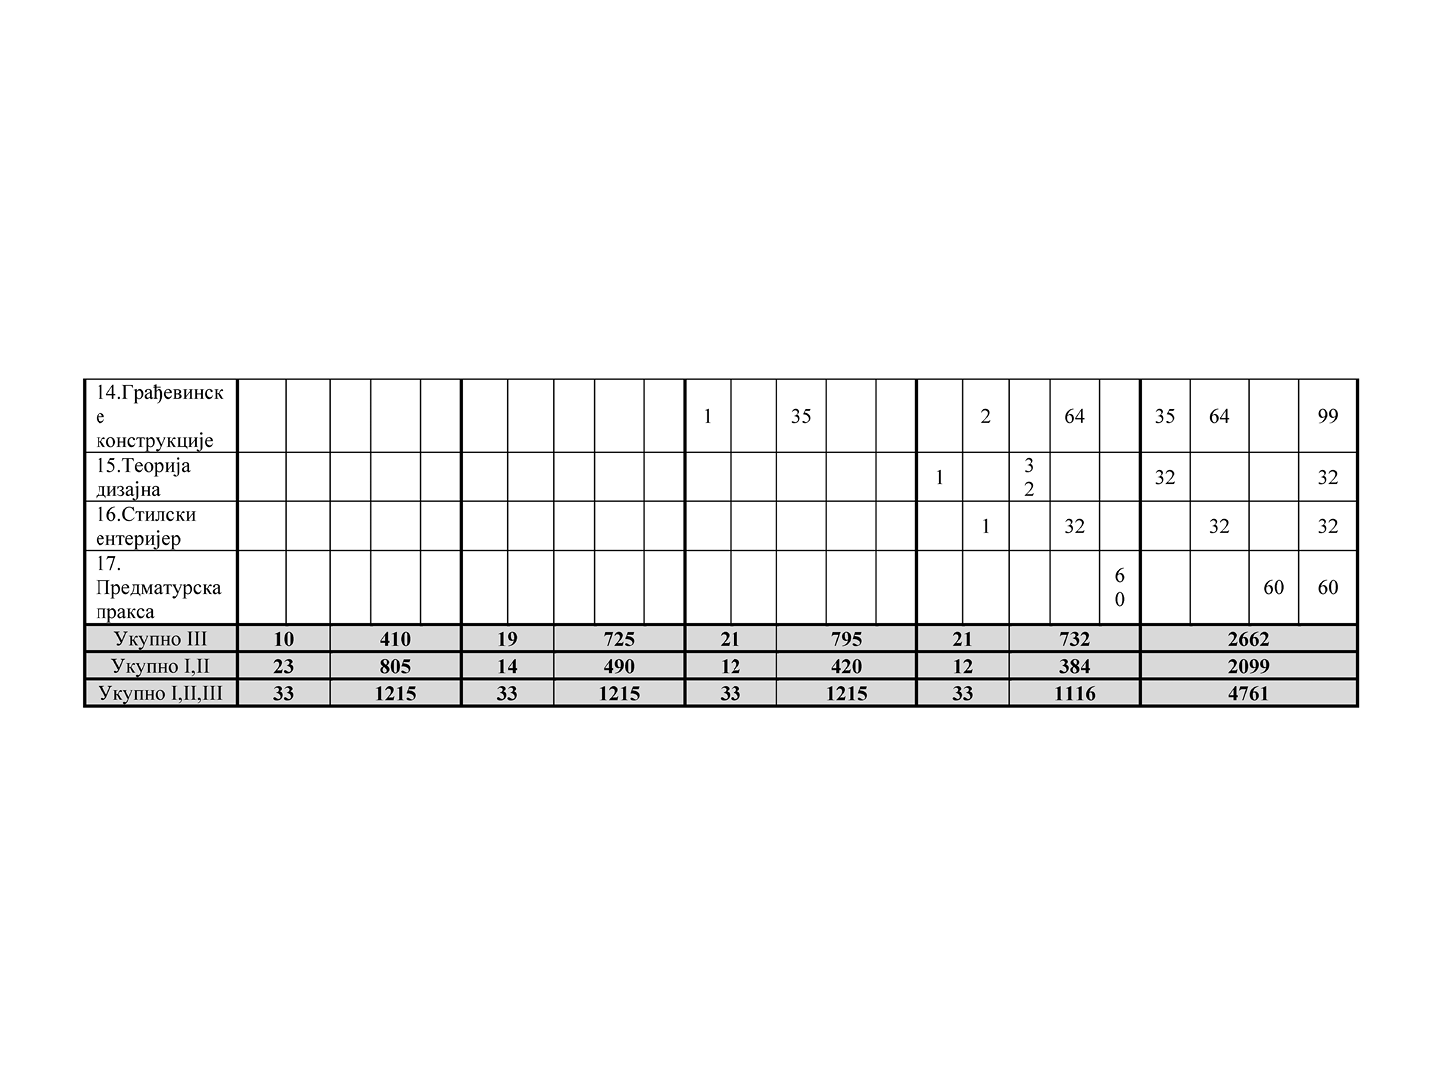 14.Грађевинск
е
конструкције
1 35 2 64 35 64 99
15.Теорија
дизајна
1 3
2 32 32
16.Стилски
ентеријер
1 32 32 32
17.
Предматурска
пракса
6
0 60 60
Укупно III 10 410 19 725 21 795 21 732 2662
Укупно I,II 23 805 14 490 12 420 12 384 2099
Укупно I,II,III 33 1215 33 1215 33 1215 33 1116 4761